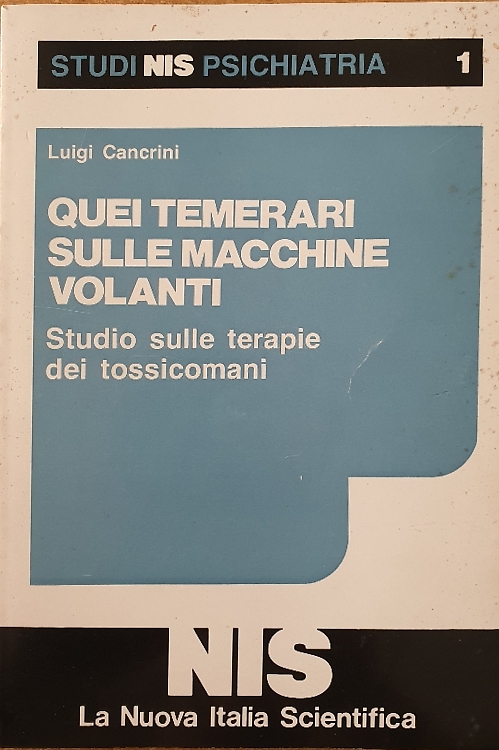 STUDI NIS PSICHIATRIA 1
Luigi Cancrini
QUEI TEMERARI
SULLE MACCHINE
VOLANTI
Studio sulle terapie
dei tossicomani
NIS
La Nuova Italia Scientifica